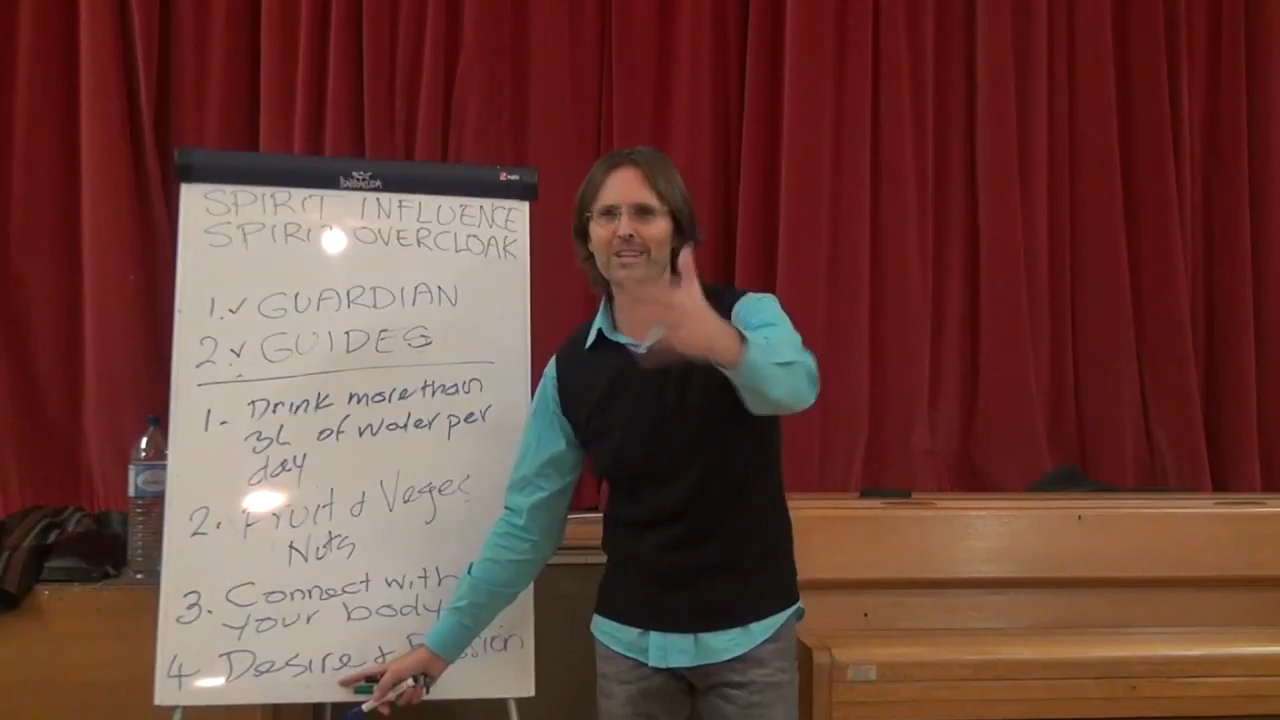 SPIRIT INFLUENCE
SPIRIT OVERCLOAK
1.✓ GUARDIAN
2✓ GUIDES
1. Drink more than
3L of water per
day
2. Fruit & Veges
Nuts
3. Connect with
your body
4 Desire &